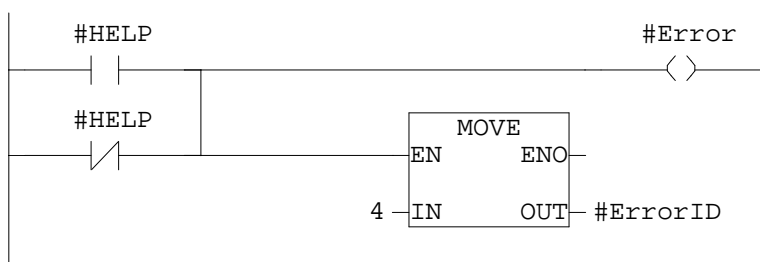 #HELP #Error
#HELP
MOVE
EN ENO
4 IN OUT #ErrorID